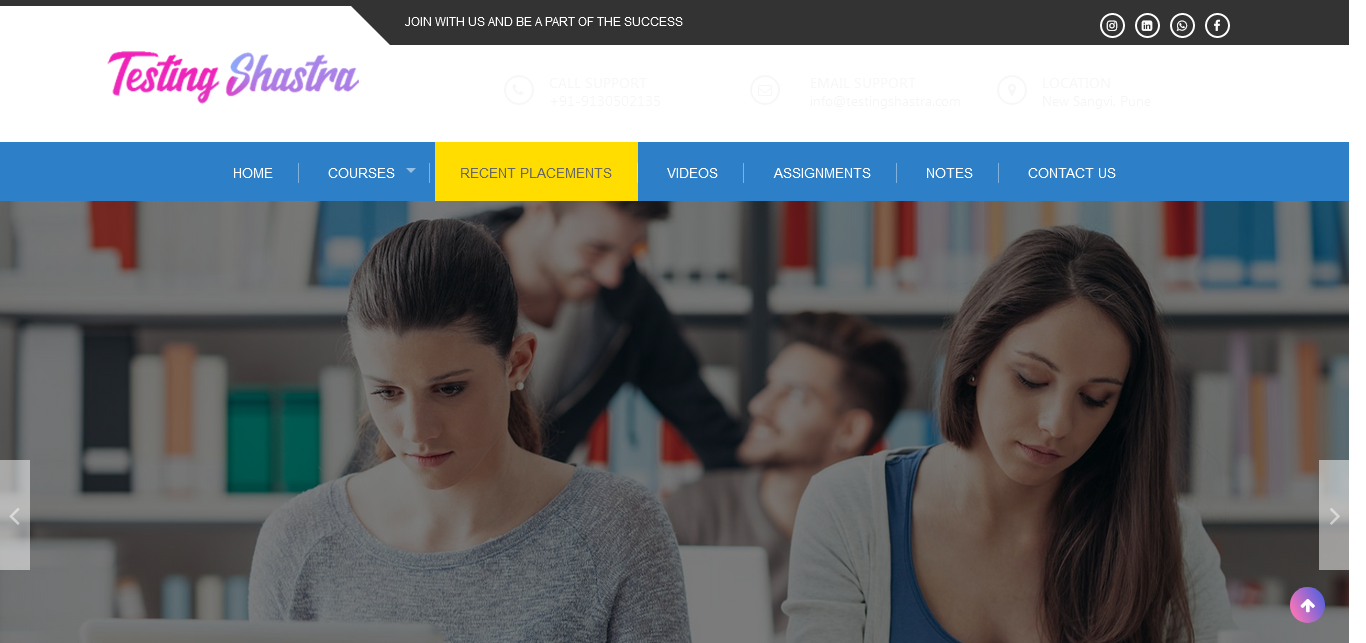 JOIN WITH US AND BE A PART OF THE SUCCESS
Testing Shastra
CALL SUPPORT
+91-9130502135
EMAIL SUPPORT
info@testingshastra.com
LOCATION
New Sangvi, Pune
HOME
COURSES
RECENT PLACEMENTS
VIDEOS
ASSIGNMENTS
NOTES
CONTACT US